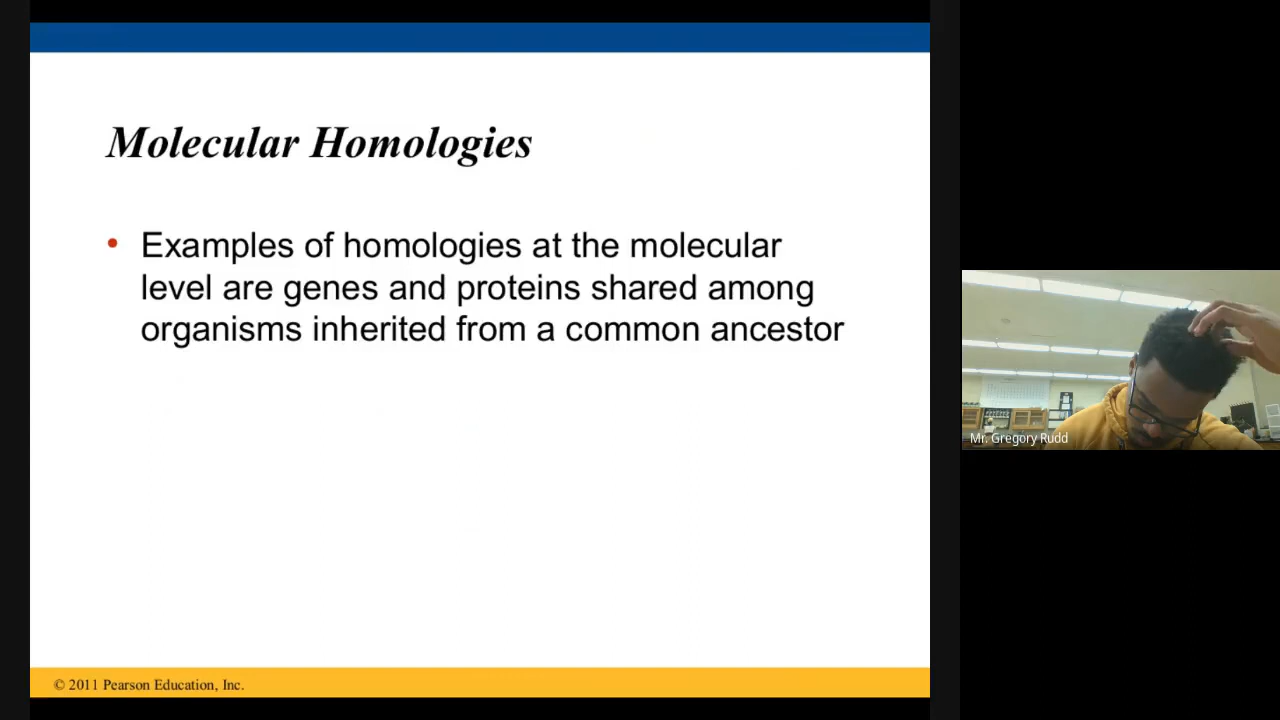 Molecular Homologies
• Examples of homologies at the molecular
level are genes and proteins shared among
organisms inherited from a common ancestor
© 2011 Pearson Education, Inc.
Mr. Gregory Rudd